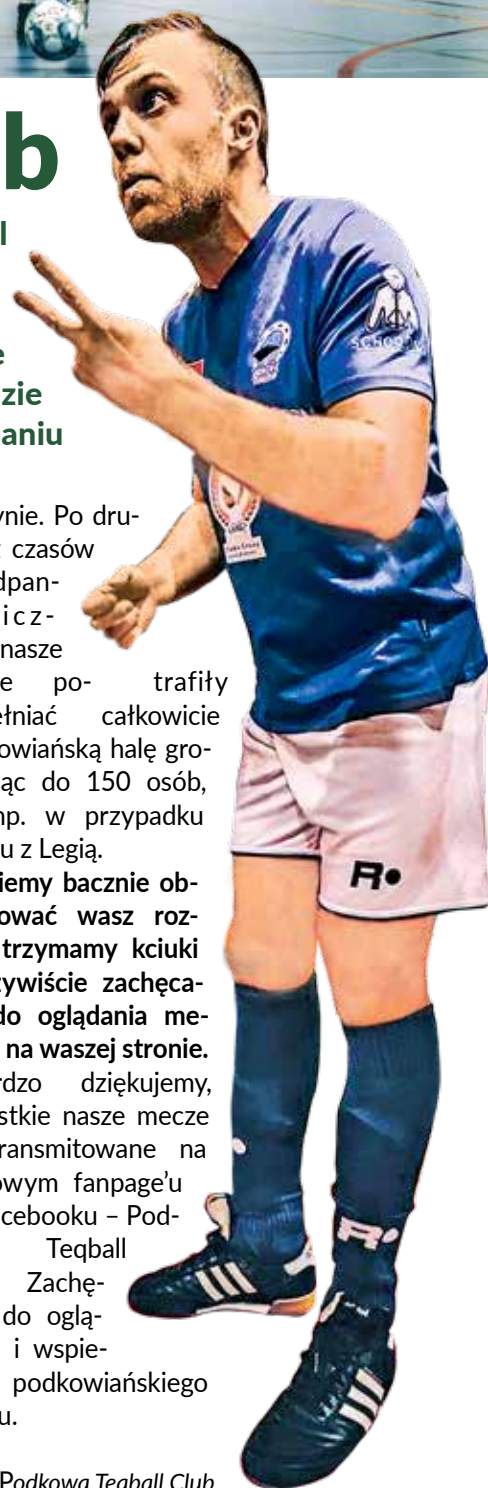 b
l
e
zie
aniu
ynie. Po dru-
z czasów
dpan-
icz-
nasze
e po- trafiły
ełniać całkowicie
owiańską halę gro-
ąc do 150 osób,
np. w przypadku
u z Legią.
iemy bacznie ob-
ować wasz roz-
trzymamy kciuki
zywiście zachęca-
do oglądania me-
na waszej stronie.
rdzo dziękujemy,
stkie nasze mecze
ransmitowane na
owym fanpage'u
cebooku – Pod-
Teqball
Zachę-
do oglą-
i wspie-
podkowiańskiego
u.
Podkowa Teqball Club
R
R